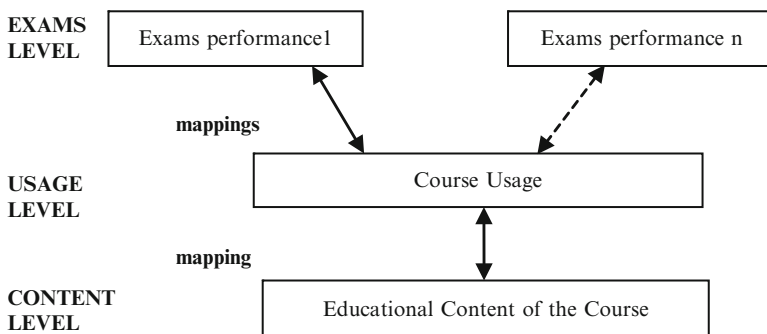 EXAMS
LEVEL
Exams performance1
Exams performance n
mappings
USAGE
LEVEL
Course Usage
mapping
CONTENT
LEVEL
Educational Content of the Course